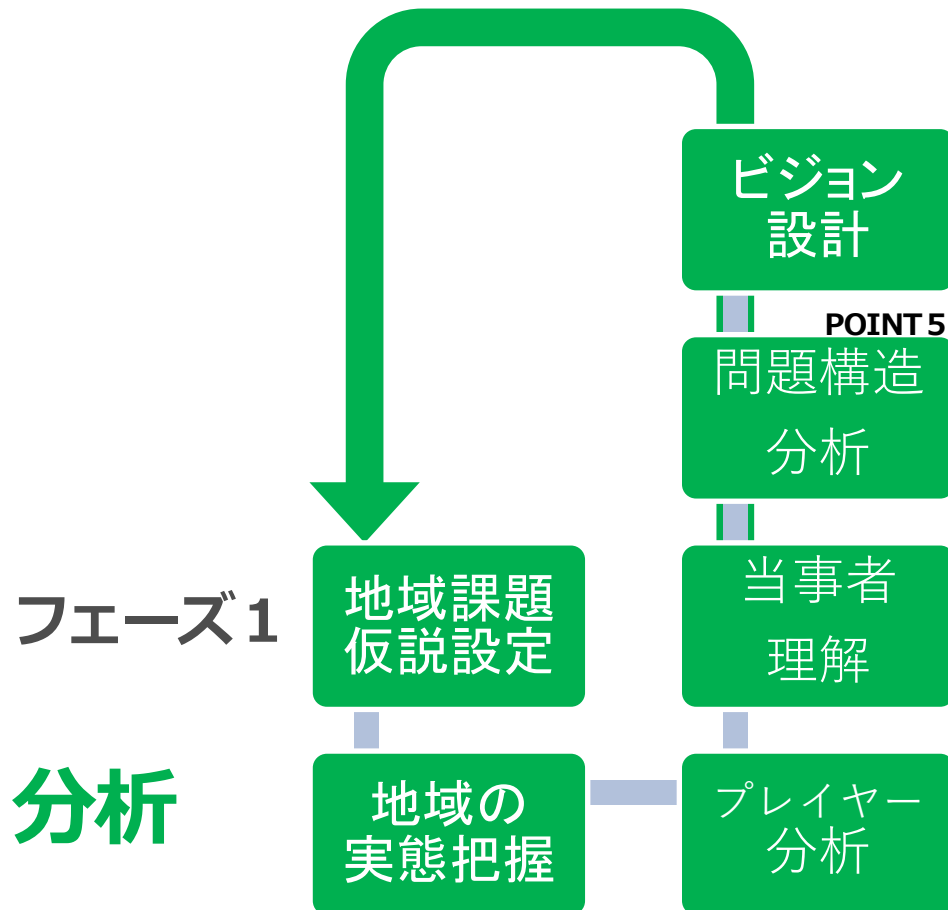 ビジョン
設計
POINT 5
問題構造
分析
フェーズ1
地域課題
仮説設定
当事者
理解
分析
地域の
実態把握
プレイヤー
分析